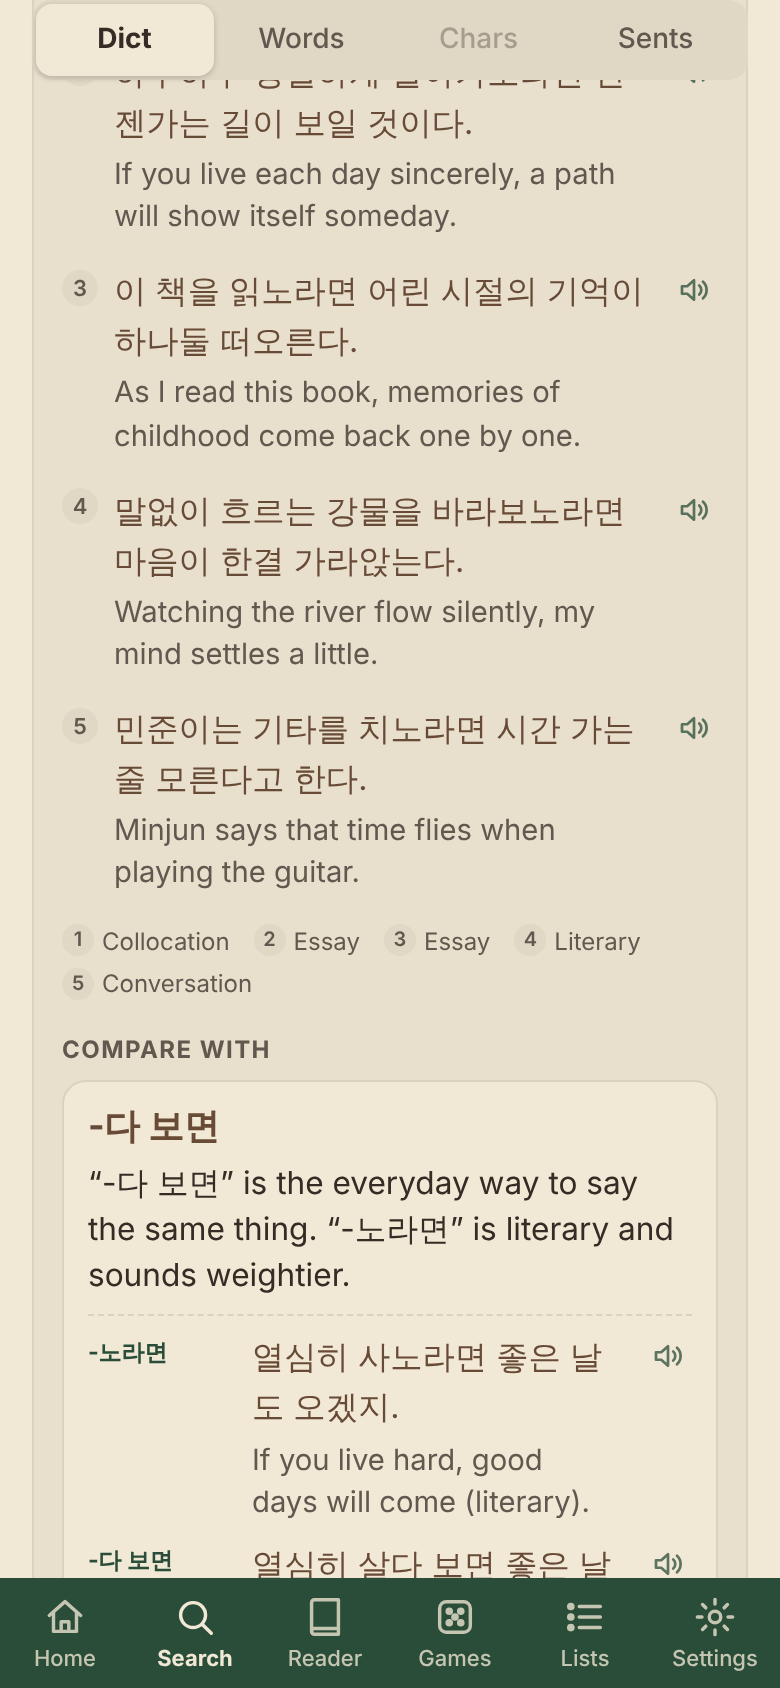 Dict Words Chars Sents
젠가는 길이 보일 것이다.
If you live each day sincerely, a path
will show itself someday.
3 이 책을 읽노라면 어린 시절의 기억이
하나둘 떠오른다.
As I read this book, memories of
childhood come back one by one.
4 말없이 흐르는 강물을 바라보노라면
마음이 한결 가라앉는다.
Watching the river flow silently, my
mind settles a little.
5 민준이는 기타를 치노라면 시간 가는
줄 모른다고 한다.
Minjun says that time flies when
playing the guitar.
1 Collocation 2 Essay 3 Essay 4 Literary
5 Conversation
COMPARE WITH
-다 보면
“-다 보면” is the everyday way to say
the same thing. “-노라면” is literary and
sounds weightier.
-노라면 열심히 사노라면 좋은 날
도 오겠지.
If you live hard, good
days will come (literary).
-다 보면 열심히 살다 보면 좋은 날
Home Search Reader Games Lists Settings